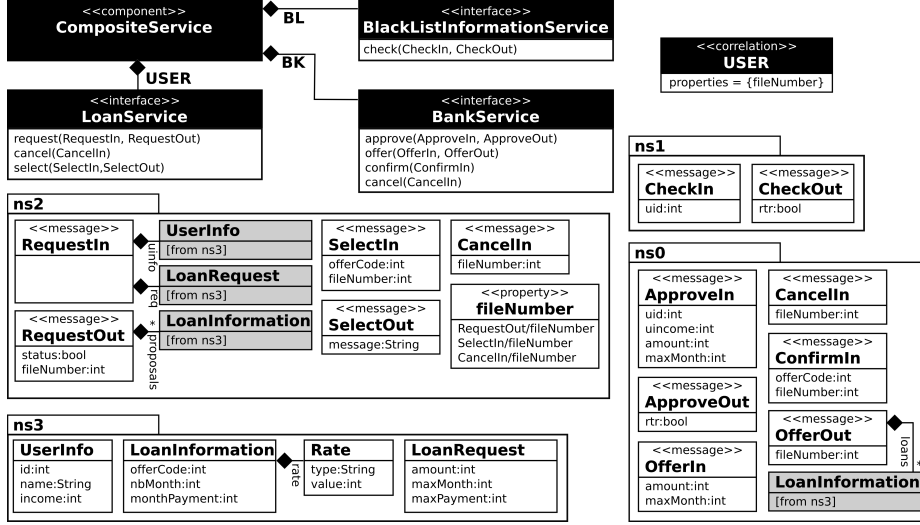 <<component>>
CompositeService
BL
BK
USER
<<interface>>
BlackListInformationService
check(CheckIn, CheckOut)
<<correlation>>
USER
properties = {fileNumber}
<<interface>>
LoanService
request(RequestIn, RequestOut)
cancel(CancelIn)
select(SelectIn,SelectOut)
<<interface>>
BankService
approve(ApproveIn, ApproveOut)
offer(OfferIn, OfferOut)
confirm(ConfirmIn)
cancel(CancelIn)
ns1
<<message>>
CheckIn
uid:int
<<message>>
CheckOut
rtr:bool
ns2
<<message>>
RequestIn
uinfo
req
UserInfo
[from ns3]
LoanRequest
[from ns3]
<<message>>
RequestOut
status:bool
fileNumber:int
*
proposals
LoanInformation
[from ns3]
<<message>>
SelectIn
offerCode:int
fileNumber:int
<<message>>
SelectOut
message:String
<<message>>
CancelIn
fileNumber:int
<<property>>
fileNumber
RequestOut/fileNumber
SelectIn/fileNumber
CancelIn/fileNumber
ns0
<<message>>
ApproveIn
uid:int
uincome:int
amount:int
maxMonth:int
<<message>>
CancelIn
fileNumber:int
<<message>>
ConfirmIn
offerCode:int
fileNumber:int
<<message>>
ApproveOut
rtr:bool
<<message>>
OfferOut
fileNumber:int
loans
*
<<message>>
OfferIn
amount:int
maxMonth:int
LoanInformation
[from ns3]
ns3
UserInfo
id:int
name:String
income:int
LoanInformation
offerCode:int
nbMonth:int
monthPayment:int
rate
Rate
type:String
value:int
LoanRequest
amount:int
maxMonth:int
maxPayment:int